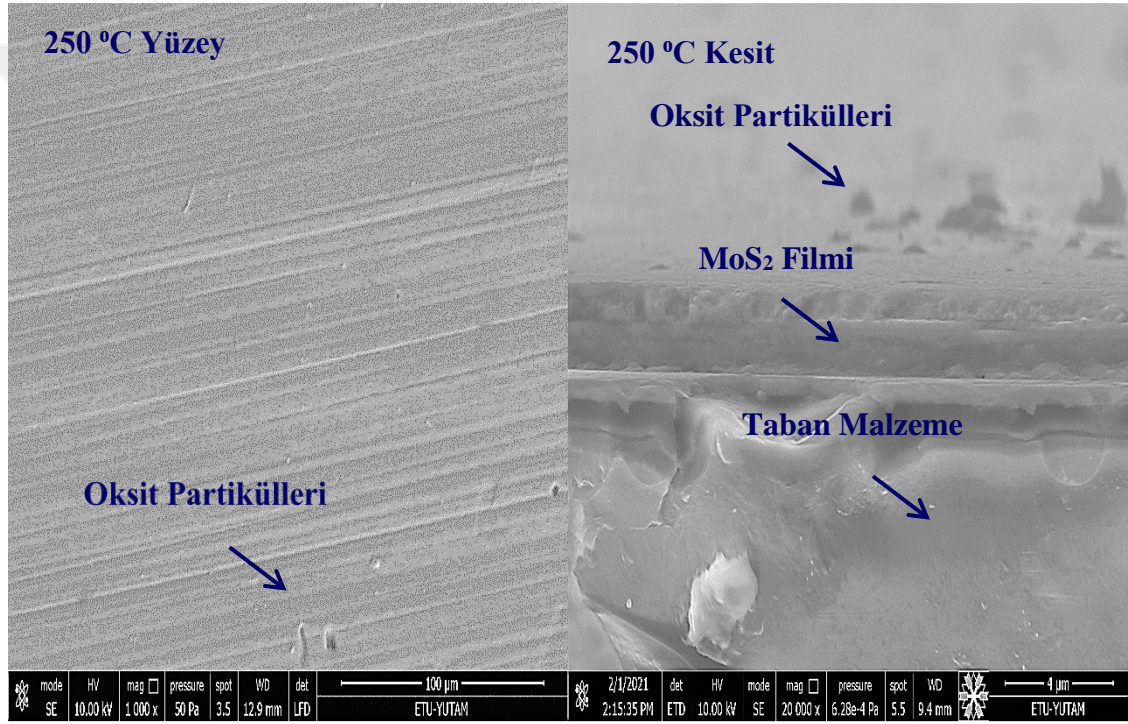 250 ⁰C Yüzey
Oksit Partikülleri
mode HV mag pressure spot WD det 100 µm
SE 10.00 kV 1 000 x 50 Pa 3.5 12.9 mm LFD ETU-YUTAM
250 ⁰C Kesit
Oksit Partikülleri
MoS₂ Filmi
Taban Malzeme
2/1/2021 det HV mode mag pressure spot WD 4 µm
2:15:35 PM ETD 10.00 kV SE 20 000 x 6.28e-4 Pa 5.5 9.4 mm ETU-YUTAM